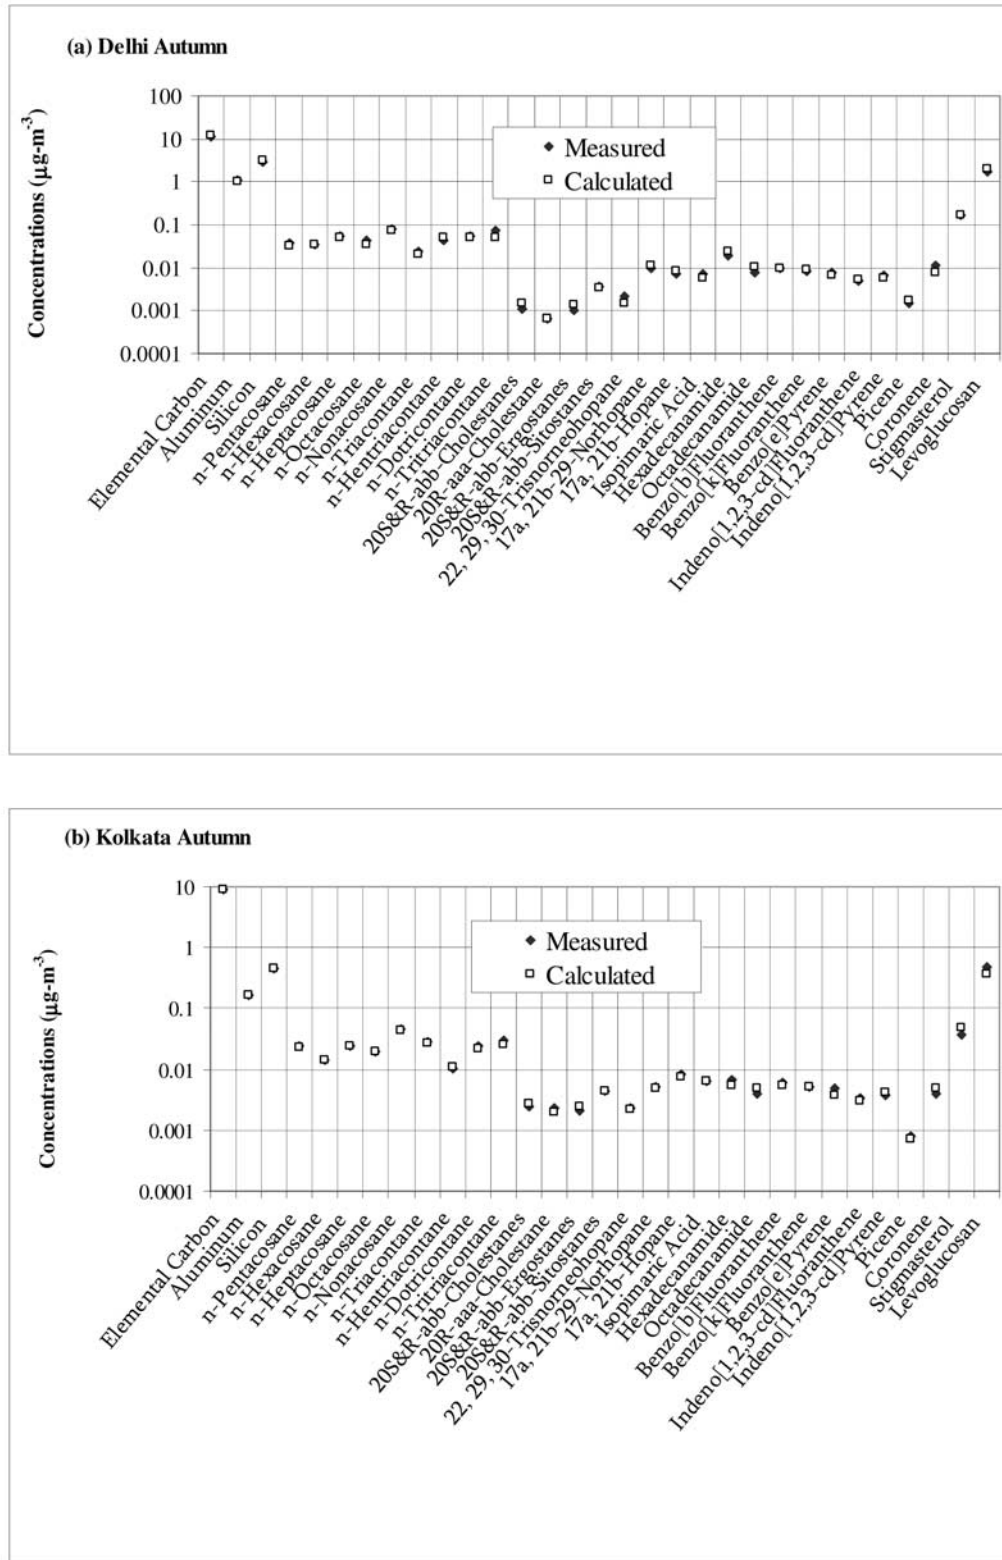 (a) Delhi Autumn
Concentrations (µg-m-3)
100
10
1
0.1
0.01
0.001
0.0001
Measured
Calculated
Elemental Carbon
Aluminum
Silicon
n-Pentacosane
n-Hexacosane
n-Heptacosane
n-Octacosane
n-Nonacosane
n-Triacontane
n-Hentriacontane
n-Dotricontane
n-Tritriacontane
20S&R-abb-Cholestanes
20R-aaa-Cholestane
20S&R-abb-Ergostanes
20S&R-abb-Sitostanes
22, 29, 30-Trisnorneohopane
17a, 21b-29-Norhopane
17a, 21b-Hopane
Isopimaric Acid
Hexadecanamide
Octadecanamide
Benzo[b]Fluoranthene
Benzo[k]Fluoranthene
Benzo[e]Pyrene
Indeno[1,2,3-cd]Fluoranthene
Indeno[1,2,3-cd]Pyrene
Picene
Coronene
Stigmasterol
Levoglucosan
(b) Kolkata Autumn
Concentrations (µg-m-3)
10
1
0.1
0.01
0.001
0.0001
Measured
Calculated
Elemental Carbon
Aluminum
Silicon
n-Pentacosane
n-Hexacosane
n-Heptacosane
n-Octacosane
n-Nonacosane
n-Triacontane
n-Hentriacontane
n-Dotricontane
n-Tritriacontane
20S&R-abb-Cholestanes
20R-aaa-Cholestane
20S&R-abb-Ergostanes
20S&R-abb-Sitostanes
22, 29, 30-Trisnorneohopane
17a, 21b-29-Norhopane
17a, 21b-Hopane
Isopimaric Acid
Hexadecanamide
Octadecanamide
Benzo[b]Fluoranthene
Benzo[k]Fluoranthene
Benzo[e]Pyrene
Indeno[1,2,3-cd]Fluoranthene
Indeno[1,2,3-cd]Pyrene
Picene
Coronene
Stigmasterol
Levoglucosan